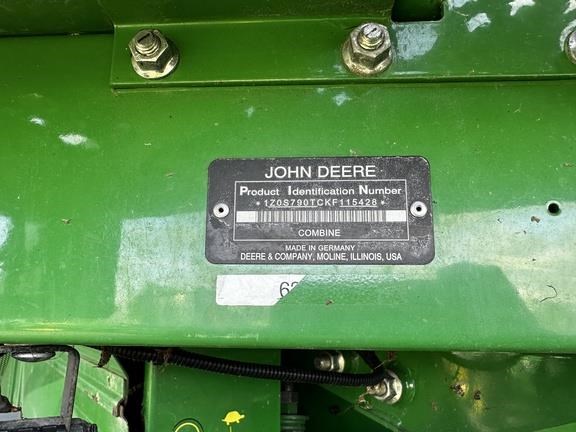 JOHN DEERE
Product Identification Number
*1Z0S790TCKF115428*
COMBINE
MADE IN GERMANY
DEERE & COMPANY, MOLINE, ILLINOIS, USA